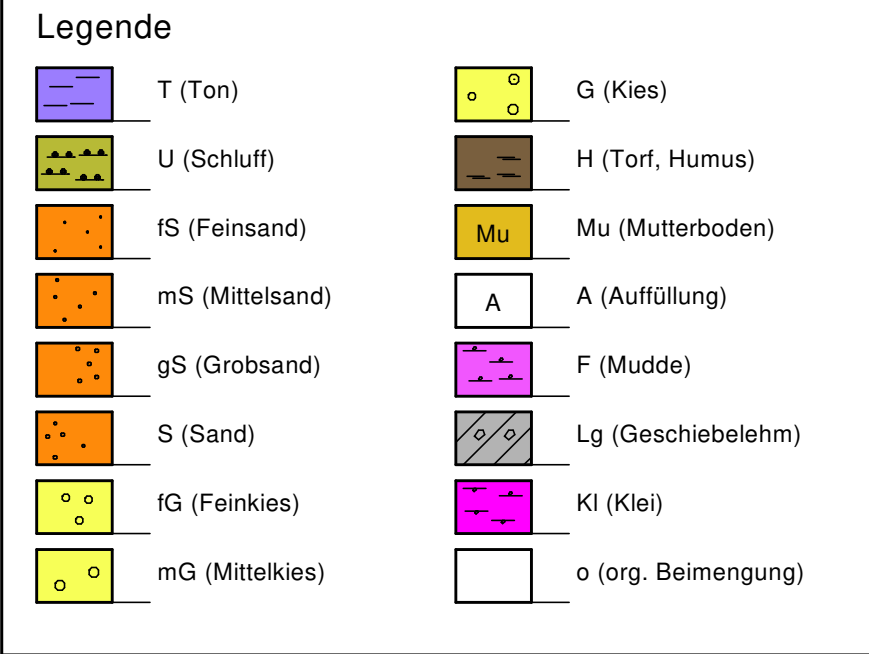 Legende
T (Ton)
U (Schluff)
fS (Feinsand)
mS (Mittelsand)
gS (Grobsand)
S (Sand)
fG (Feinkies)
mG (Mittelkies)
G (Kies)
H (Torf, Humus)
Mu
Mu (Mutterboden)
A
A (Auffüllung)
F (Mudde)
Lg (Geschiebelehm)
Kl (Klei)
o (org. Beimengung)